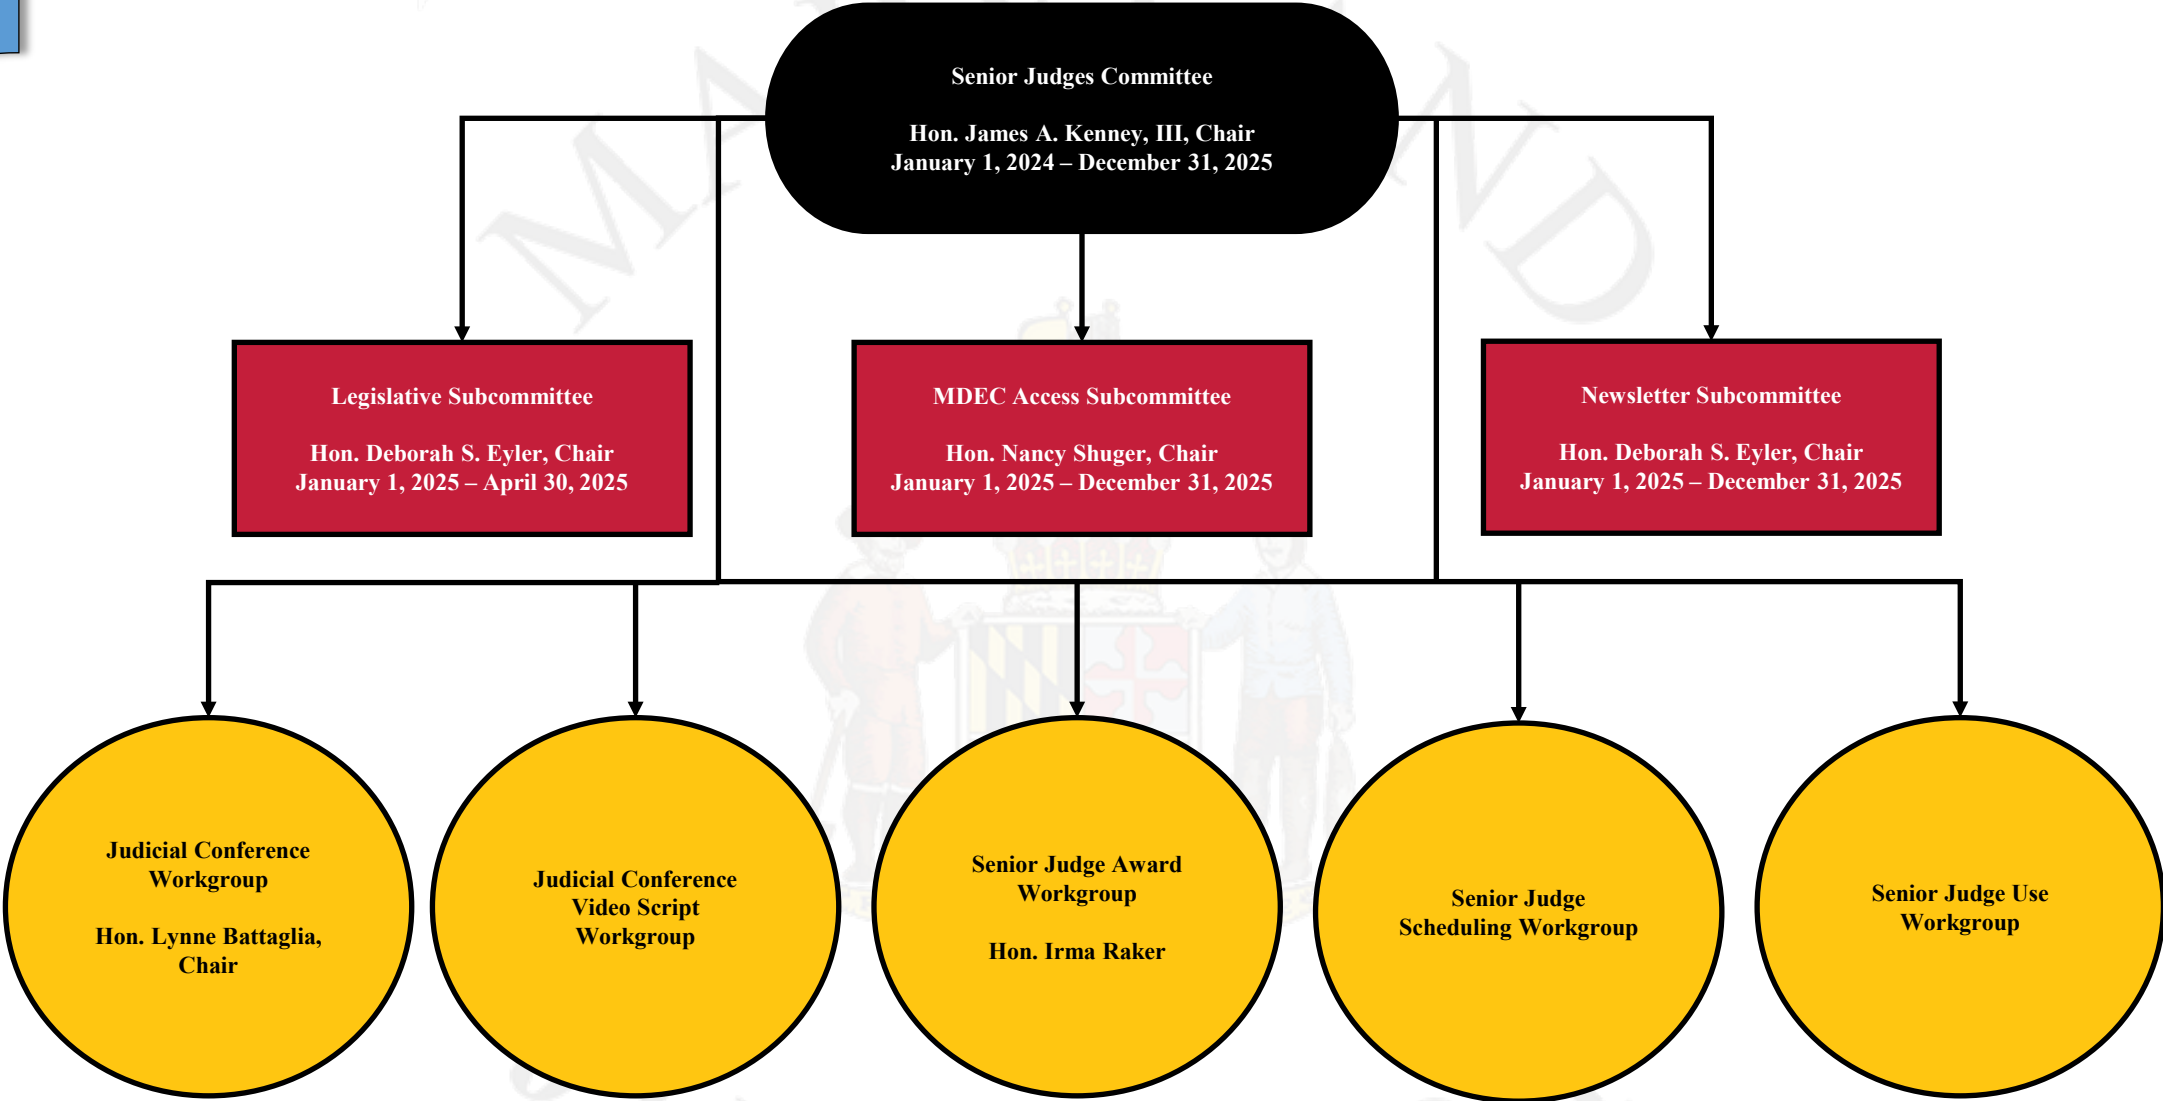 Senior Judges Committee
Hon. James A. Kenney, III, Chair
January 1, 2024 – December 31, 2025
Legislative Subcommittee
Hon. Deborah S. Eyler, Chair
January 1, 2025 – April 30, 2025
MDEC Access Subcommittee
Hon. Nancy Shuger, Chair
January 1, 2025 – December 31, 2025
Newsletter Subcommittee
Hon. Deborah S. Eyler, Chair
January 1, 2025 – December 31, 2025
Judicial Conference
Workgroup
Hon. Lynne Battaglia,
Chair
Judicial Conference
Video Script
Workgroup
Senior Judge Award
Workgroup
Hon. Irma Raker
Senior Judge
Scheduling Workgroup
Senior Judge Use
Workgroup